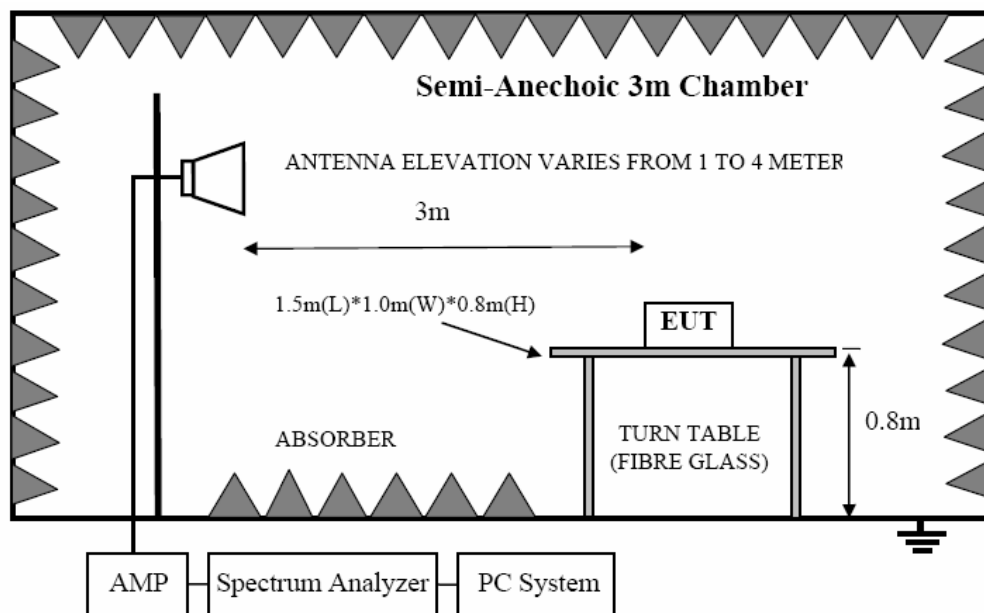 Semi-Anechoic 3m Chamber
ANTENNA ELEVATION VARIES FROM 1 TO 4 METER
3m
1.5m(L)*1.0m(W)*0.8m(H)
EUT
0.8m
ABSORBER
TURN TABLE
(FIBRE GLASS)
AMP
Spectrum Analyzer
PC System